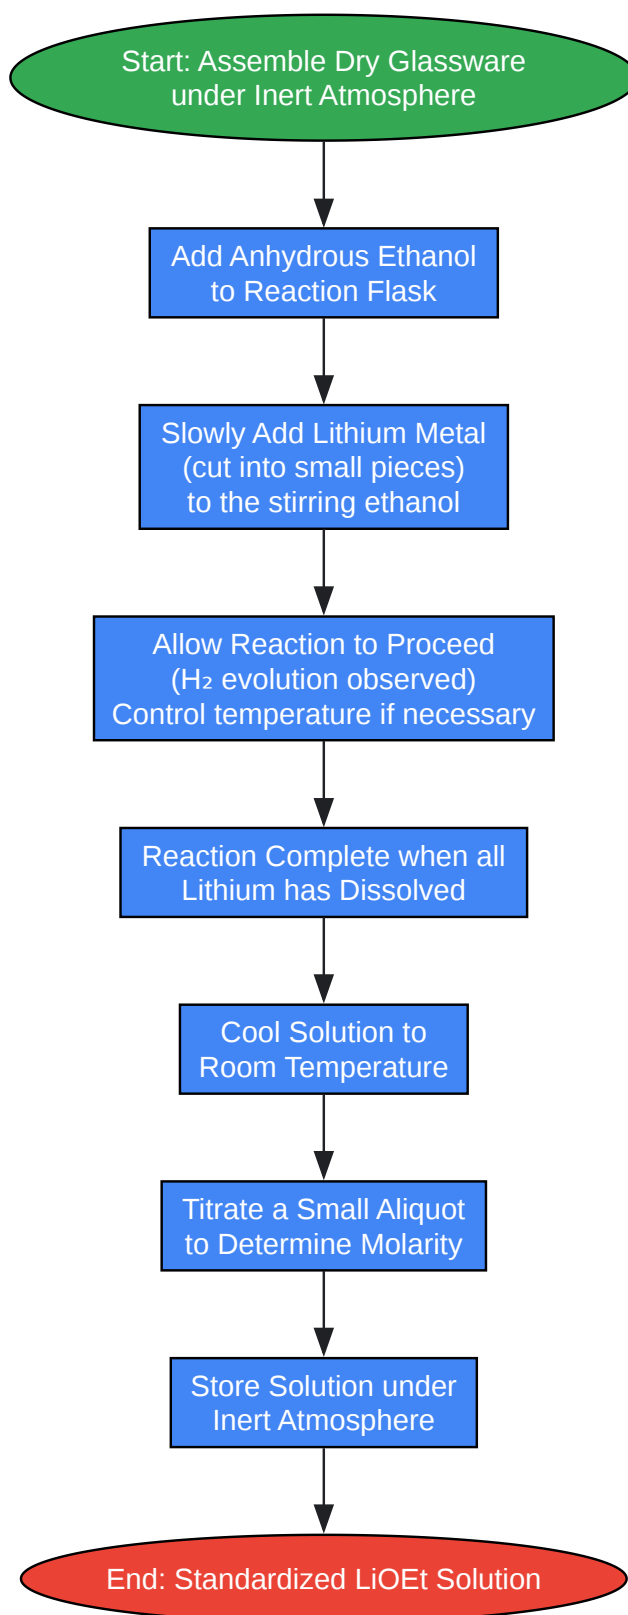 Start: Assemble Dry Glassware
under Inert Atmosphere
Add Anhydrous Ethanol
to Reaction Flask
Slowly Add Lithium Metal
(cut into small pieces)
to the stirring ethanol
Allow Reaction to Proceed
(H₂ evolution observed)
Control temperature if necessary
Reaction Complete when all
Lithium has Dissolved
Cool Solution to
Room Temperature
Titrate a Small Aliquot
to Determine Molarity
Store Solution under
Inert Atmosphere
End: Standardized LiOEt Solution